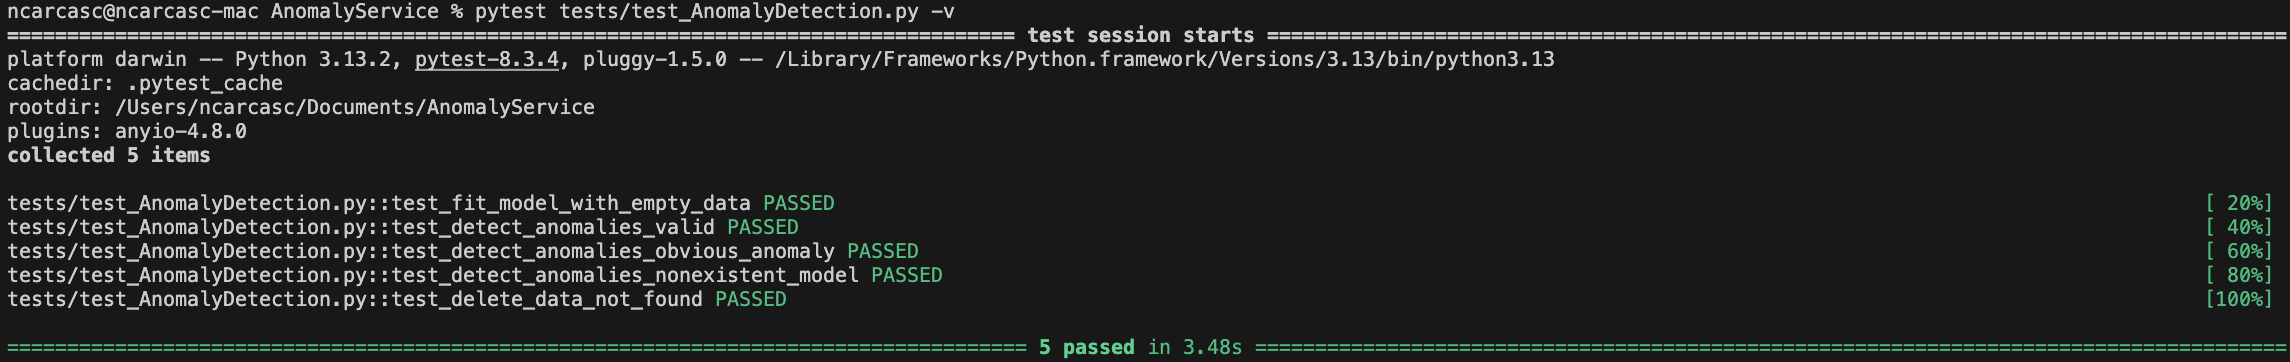 ncarcasc@ncarcasc-mac AnomalyService % pytest tests/test_AnomalyDetection.py -v
==================================================================================== test session starts =====================================================================================
platform darwin -- Python 3.13.2, pytest-8.3.4, pluggy-1.5.0 -- /Library/Frameworks/Python.framework/Versions/3.13/bin/python3.13
cachedir: .pytest_cache
rootdir: /Users/ncarcasc/Documents/AnomalyService
plugins: anyio-4.8.0
collected 5 items
tests/test_AnomalyDetection.py::test_fit_model_with_empty_data PASSED [ 20%]
tests/test_AnomalyDetection.py::test_detect_anomalies_valid PASSED [ 40%]
tests/test_AnomalyDetection.py::test_detect_anomalies_obvious_anomaly PASSED [ 60%]
tests/test_AnomalyDetection.py::test_detect_anomalies_nonexistent_model PASSED [ 80%]
tests/test_AnomalyDetection.py::test_delete_data_not_found PASSED [100%]
===================================================================================== 5 passed in 3.48s ======================================================================================